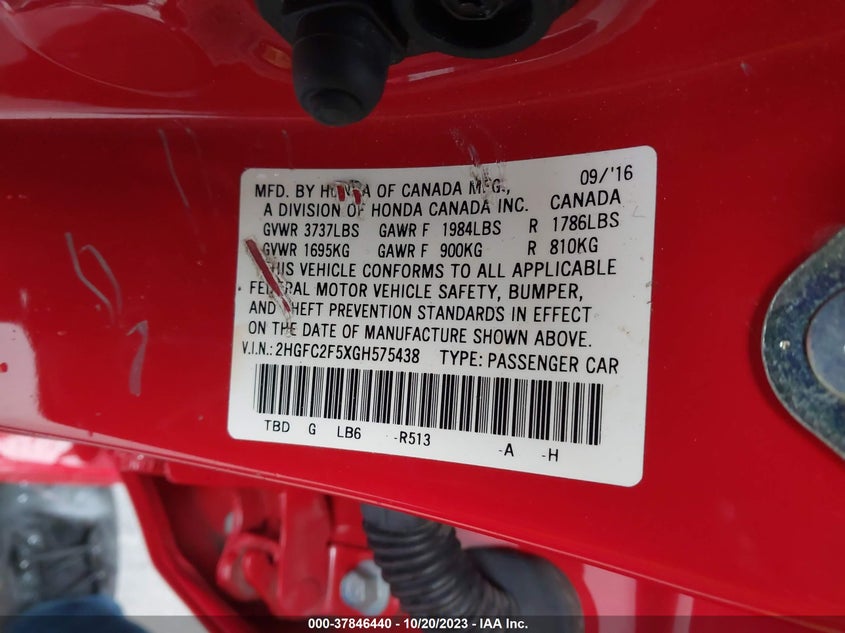 MFD. BY HONDA OF CANADA MFG., 09/'16
A DIVISION OF HONDA CANADA INC. CANADA
GVWR 3737LBS GAWR F 1984LBS R 1786LBS
GVWR 1695KG GAWR F 900KG R 810KG
THIS VEHICLE CONFORMS TO ALL APPLICABLE
FEDERAL MOTOR VEHICLE SAFETY, BUMPER,
AND THEFT PREVENTION STANDARDS IN EFFECT
ON THE DATE OF MANUFACTURE SHOWN ABOVE.
V.I.N.: 2HGFC2F5XGH575438 TYPE: PASSENGER CAR
TBD G LB6 -R513 -A -H
000-37846440 - 10/20/2023 - IAA Inc.